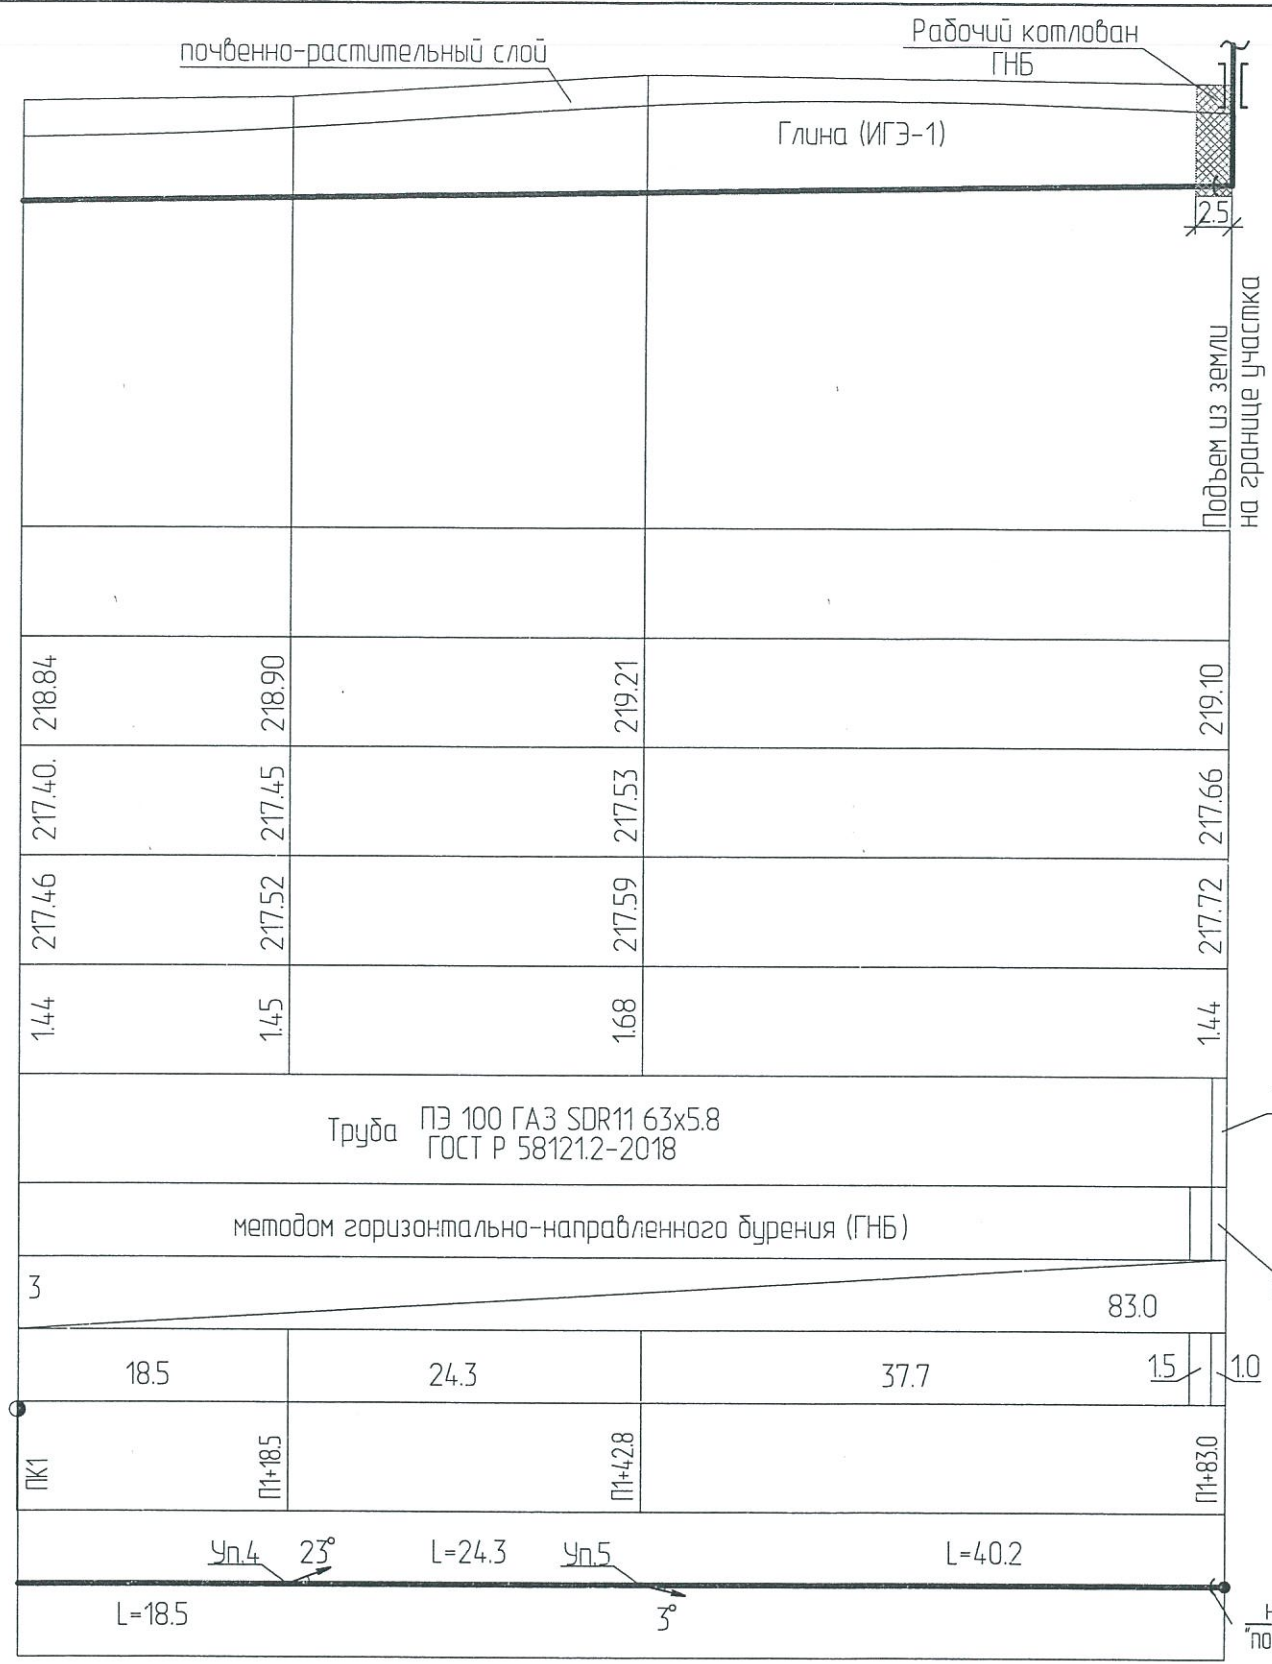 почвенно-растительный слой
Рабочий котлован
ГНБ
Глина (ИГЭ-1)
2.5
Подъем из земли
на границе участка
218.84 218.90 219.21 219.10
217.40. 217.45 217.53 217.66
217.46 217.52 217.59 217.72
1.44 1.45 1.68 1.44
Труба ПЭ 100 ГАЗ SDR11 63х5.8
ГОСТ Р 58121.2-2018
методом горизонтально-направленного бурения (ГНБ)
3
83.0
18.5 24.3 37.7 1.5 1.0
ПК1 П1+18.5 П1+42.8 П1+83.0
Уп.4 23° L=24.3 Уп.5 L=40.2
L=18.5 3°
"по